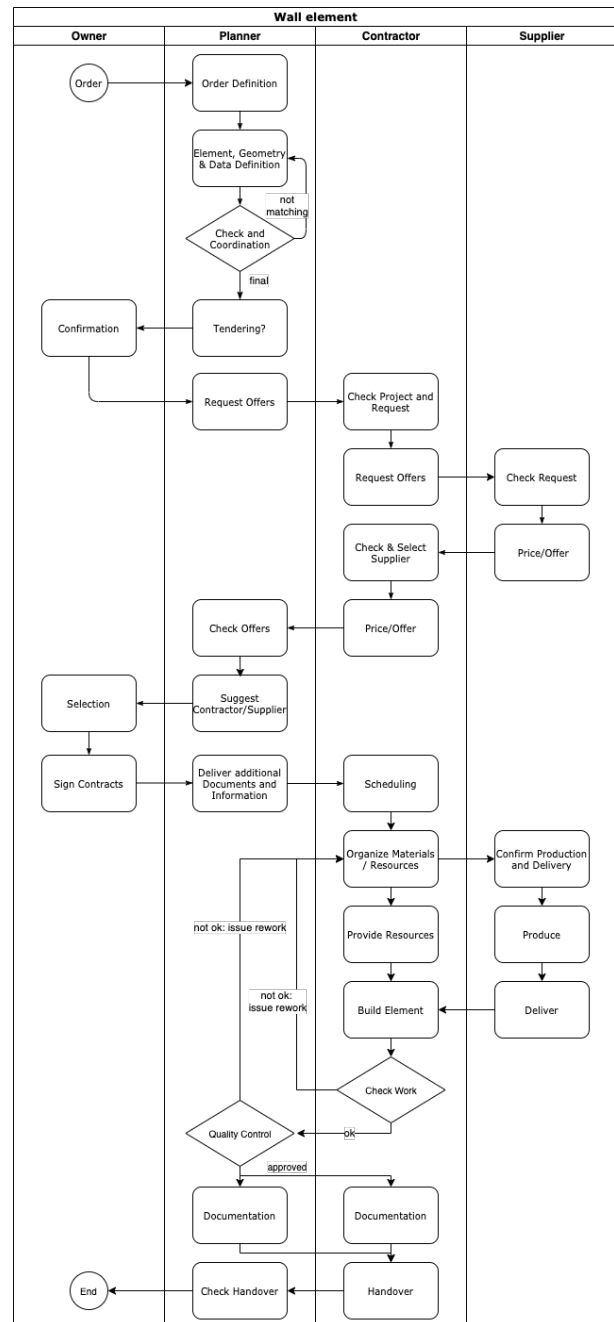 Wall element
Owner
Planner
Contractor
Supplier
Order
Order Definition
Element, Geometry
& Data Definition
not
matching
Check and
Coordination
final
Confirmation
Tendering?
Request Offers
Check Project and
Request
Request Offers
Check Request
Check & Select
Supplier
Price/Offer
Check Offers
Price/Offer
Selection
Suggest
Contractor/Supplier
Sign Contracts
Deliver additional
Documents and
Information
Scheduling
Organize Materials
/ Resources
Confirm Production
and Delivery
not ok: issue rework
Provide Resources
Produce
not ok:
issue rework
Build Element
Deliver
Check Work
Quality Control
ok
approved
Documentation
Documentation
End
Check Handover
Handover